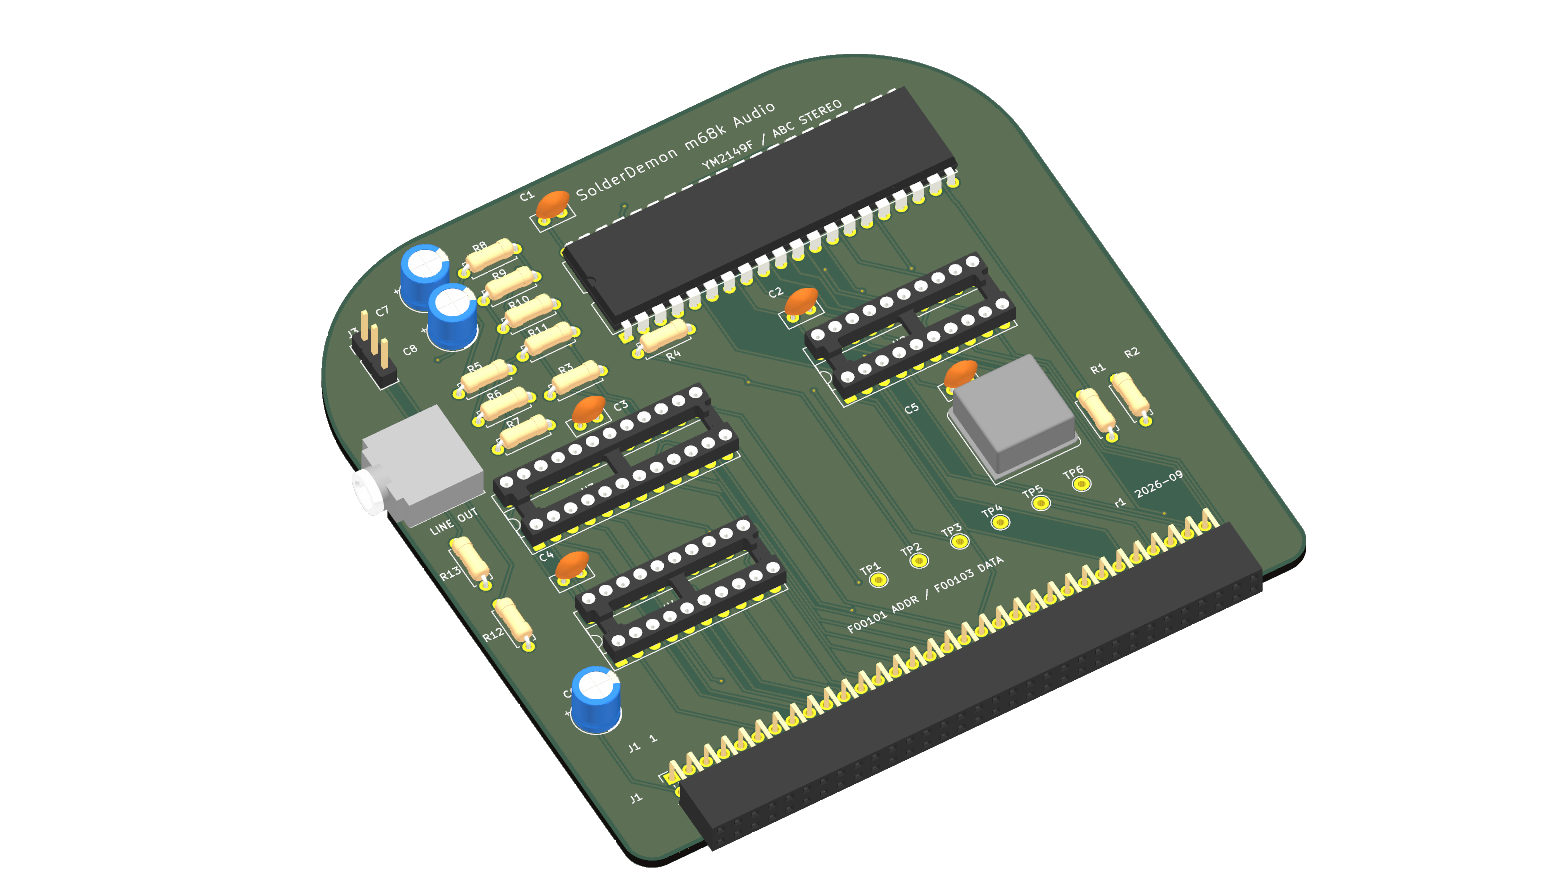 SolderDemon m68k Audio
YM2149F / ABC STEREO
C1
R8
R9
R10
R11
C7
C8
R4
C2
R5
R6
R7
R3
C3
C5
R1
R2
LINE OUT
C4
R13
R12
TP1
TP2
TP3
TP4
TP5
TP6
r1 2026-09
F00101 ADDR / F00103 DATA
J1 1
J1